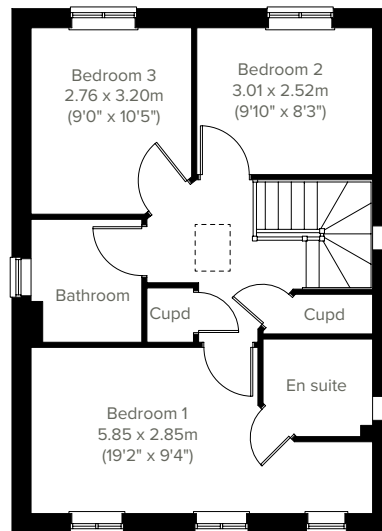 Bedroom 3
2.76 x 3.20m
(9'0" x 10'5")
Bedroom 2
3.01 x 2.52m
(9'10" x 8'3")
Bathroom
Cupd
Cupd
En suite
Bedroom 1
5.85 x 2.85m
(19'2" x 9'4")